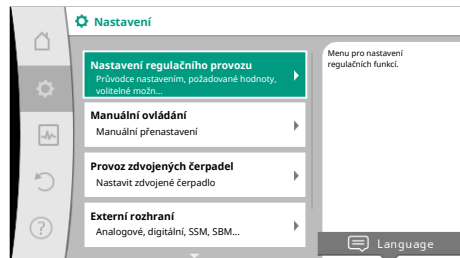 Nastavení
Nastavení regulačního provozu
Průvodce nastavením, požadované hodnoty,
volitelné možn...
Manuální ovládání
Manuální přenastavení
Provoz zdvojených čerpadel
Nastavit zdvojené čerpadlo
Externí rozhraní
Analogové, digitální, SSM, SBM...
Menu pro nastavení
regulačních funkcí.
Language